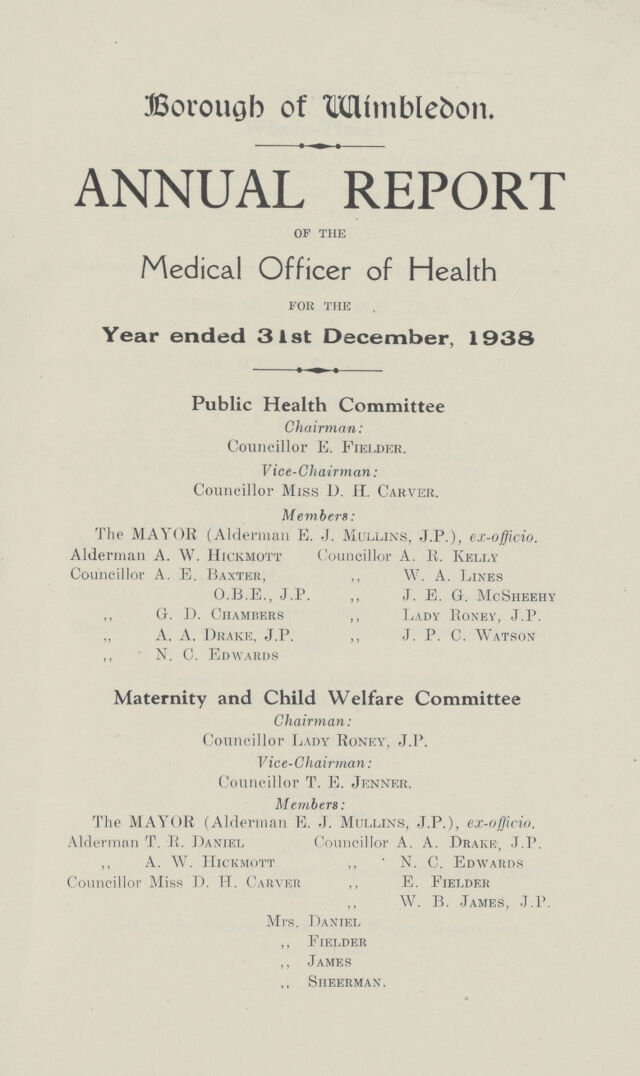 Borough of Wimbledon.
ANNUAL REPORT
OF THE
Medical Officer of Health
FOR THE
Year ended 31st December, 1938
Public Health Committee
Chairman:
Councillor E. FIELDER.
Vice-Chairman:
Councillor MISS D. H. CARVER.
Members:
The MAYOR (Alderman E. J. MULLINS, J.P.), ex-officio.
Alderman A. W. HICKMOTT Councillor A. R. KELLY
Councillor A. E. BAXTER, ,, W. A. LINES
O.B.E., J.P. ,, J. E. G. MCSHEEHY
,, G. D. CHAMBERS ,, LADY RONEY, J.P.
,, A. A. DRAKE, J.P. ,, J. P. C. WATSON
,, N. C. EDWARDS
Maternity and Child Welfare Committee
Chairman:
Councillor LADY RONEY, J.P.
Vice-Chairman:
Councillor T. E. JENNER.
Members:
The MAYOR (Alderman E. J. MULLINS, J.P.), ex-officio.
Alderman T. R. DANIEL Councillor A. A. DRAKE, J.P.
,, A. W. HICKMOTT ,, N. C. EDWARDS
Councillor Miss D. H. CARVER ,, E. FIELDER
,, W. B. JAMES, J.P.
Mrs. DANIEL
,, FIELDER
,, JAMES
,, SHEERMAN.